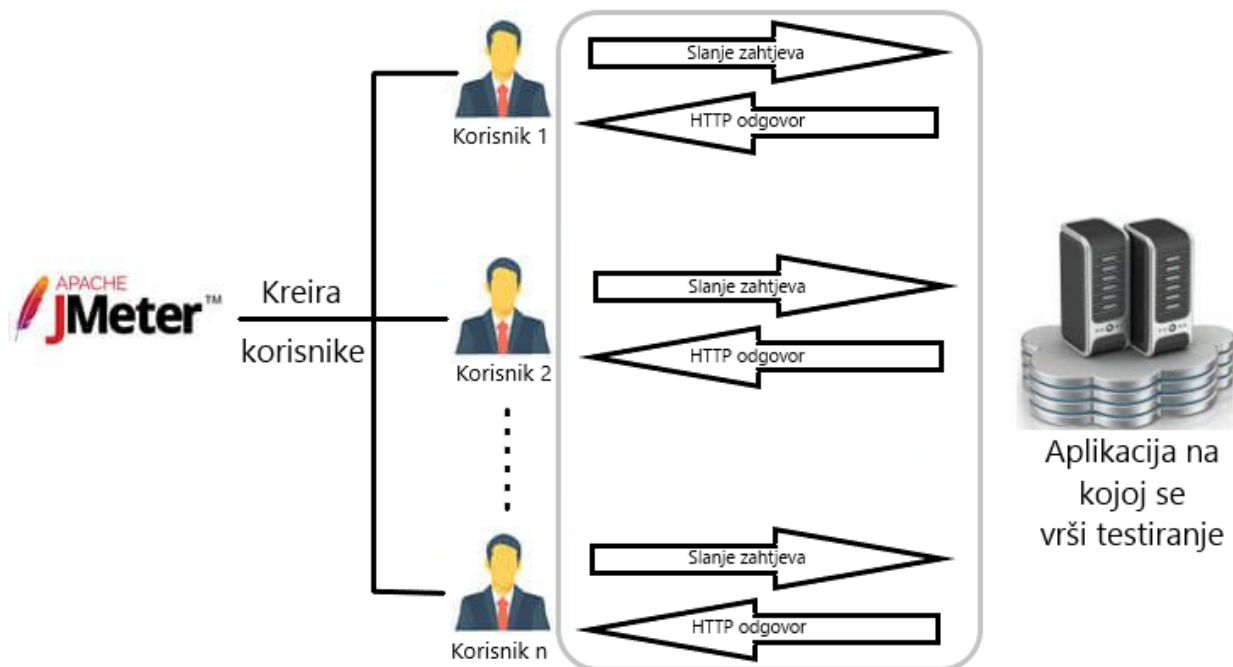 APACHE
JMeter™
Kreira
korisnike
Korisnik 1
Slanje zahtjeva
HTTP odgovor
Korisnik 2
Slanje zahtjeva
HTTP odgovor
Korisnik n
Slanje zahtjeva
HTTP odgovor
Aplikacija na
kojoj se
vrši testiranje